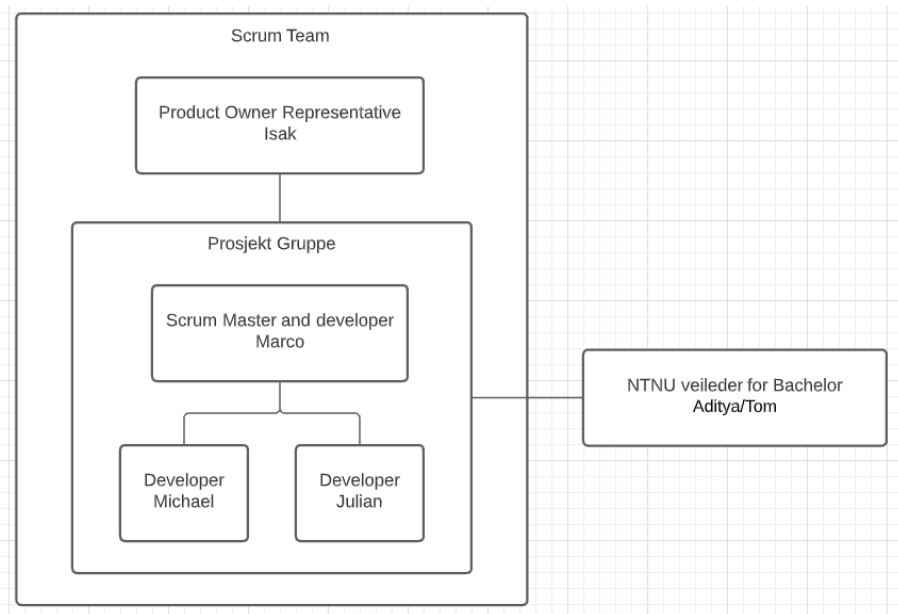 Scrum Team
Product Owner Representative
Isak
Prosjekt Gruppe
Scrum Master and developer
Marco
Developer
Michael
Developer
Julian
NTNU veileder for Bachelor
Aditya/Tom